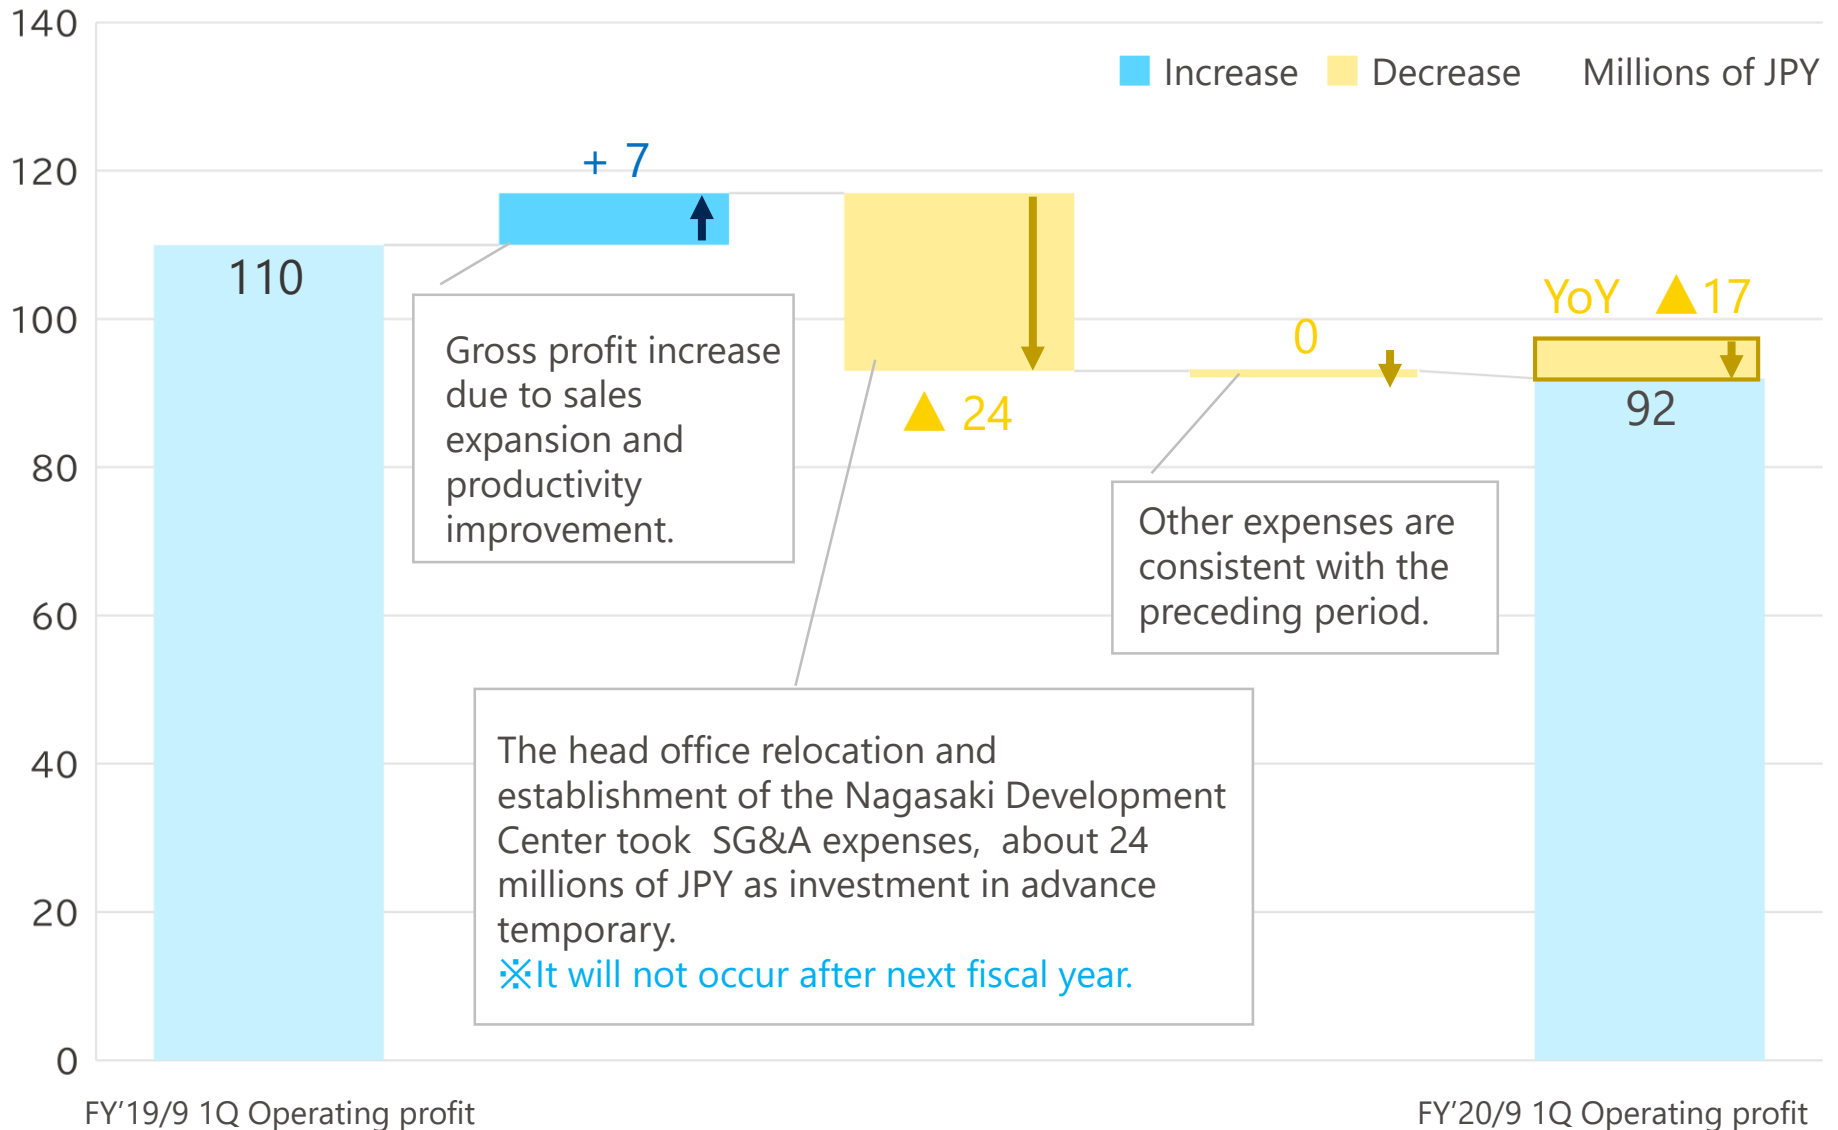 140
120
100
80
60
40
20
0
Increase
Decrease
Millions of JPY
110
+ 7
▲ 24
0
YoY ▲17
92
Gross profit increase
due to sales
expansion and
productivity
improvement.
The head office relocation and
establishment of the Nagasaki Development
Center took  SG&A expenses,  about 24
millions of JPY as investment in advance
temporary.
※It will not occur after next fiscal year.
Other expenses are
consistent with the
preceding period.
FY’19/9 1Q Operating profit
FY’20/9 1Q Operating profit